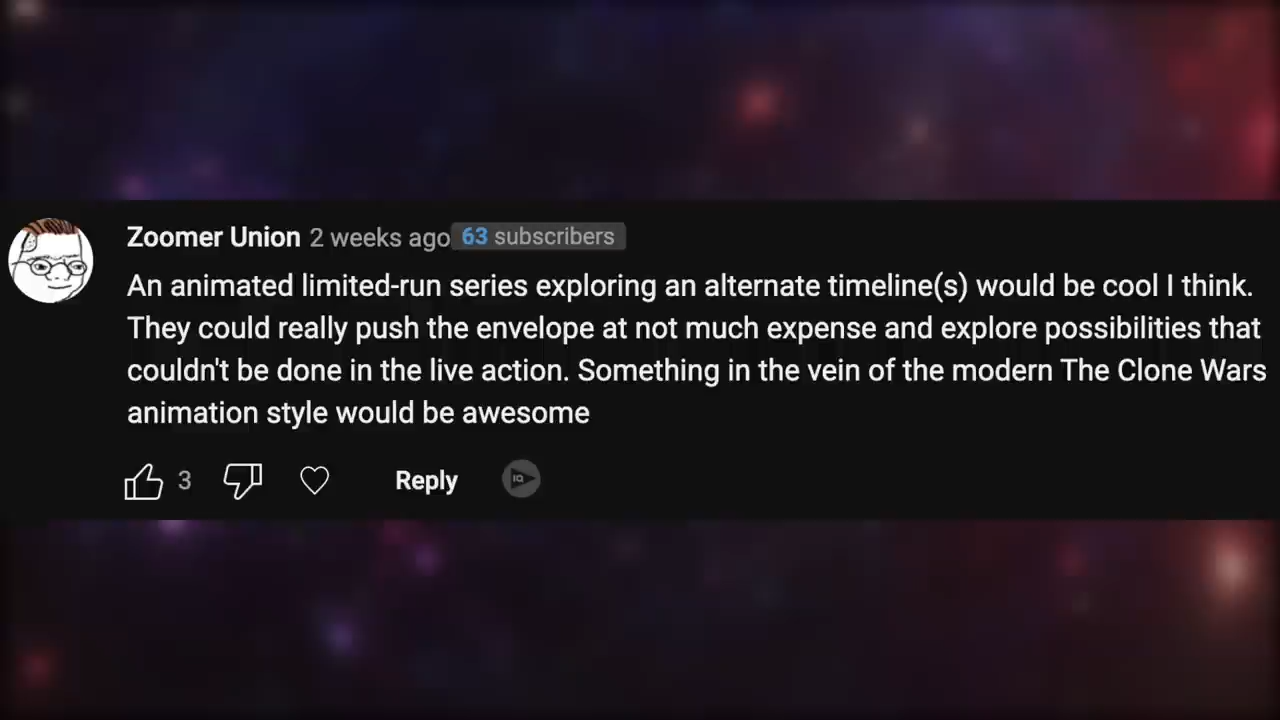 Zoomer Union 2 weeks ago 63 subscribers
An animated limited-run series exploring an alternate timeline(s) would be cool I think.
They could really push the envelope at not much expense and explore possibilities that
couldn't be done in the live action. Something in the vein of the modern The Clone Wars
animation style would be awesome
3 Reply IQ